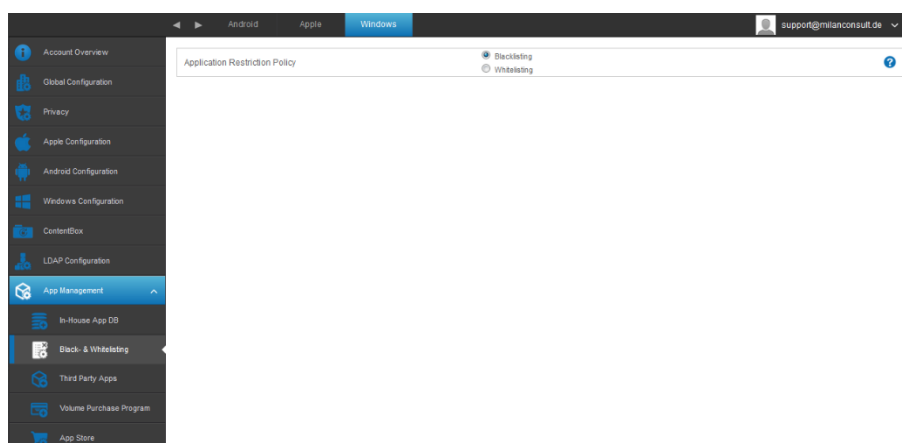 Android
Apple
Windows
support@milanconsult.de
Account Overview
Global Configuration
Privacy
Apple Configuration
Android Configuration
Windows Configuration
ContentBox
LDAP Configuration
App Management
In-House App DB
Black- & Whitelisting
Third Party Apps
Volume Purchase Program
App Store
Application Restriction Policy
Blacklisting
Whitelisting